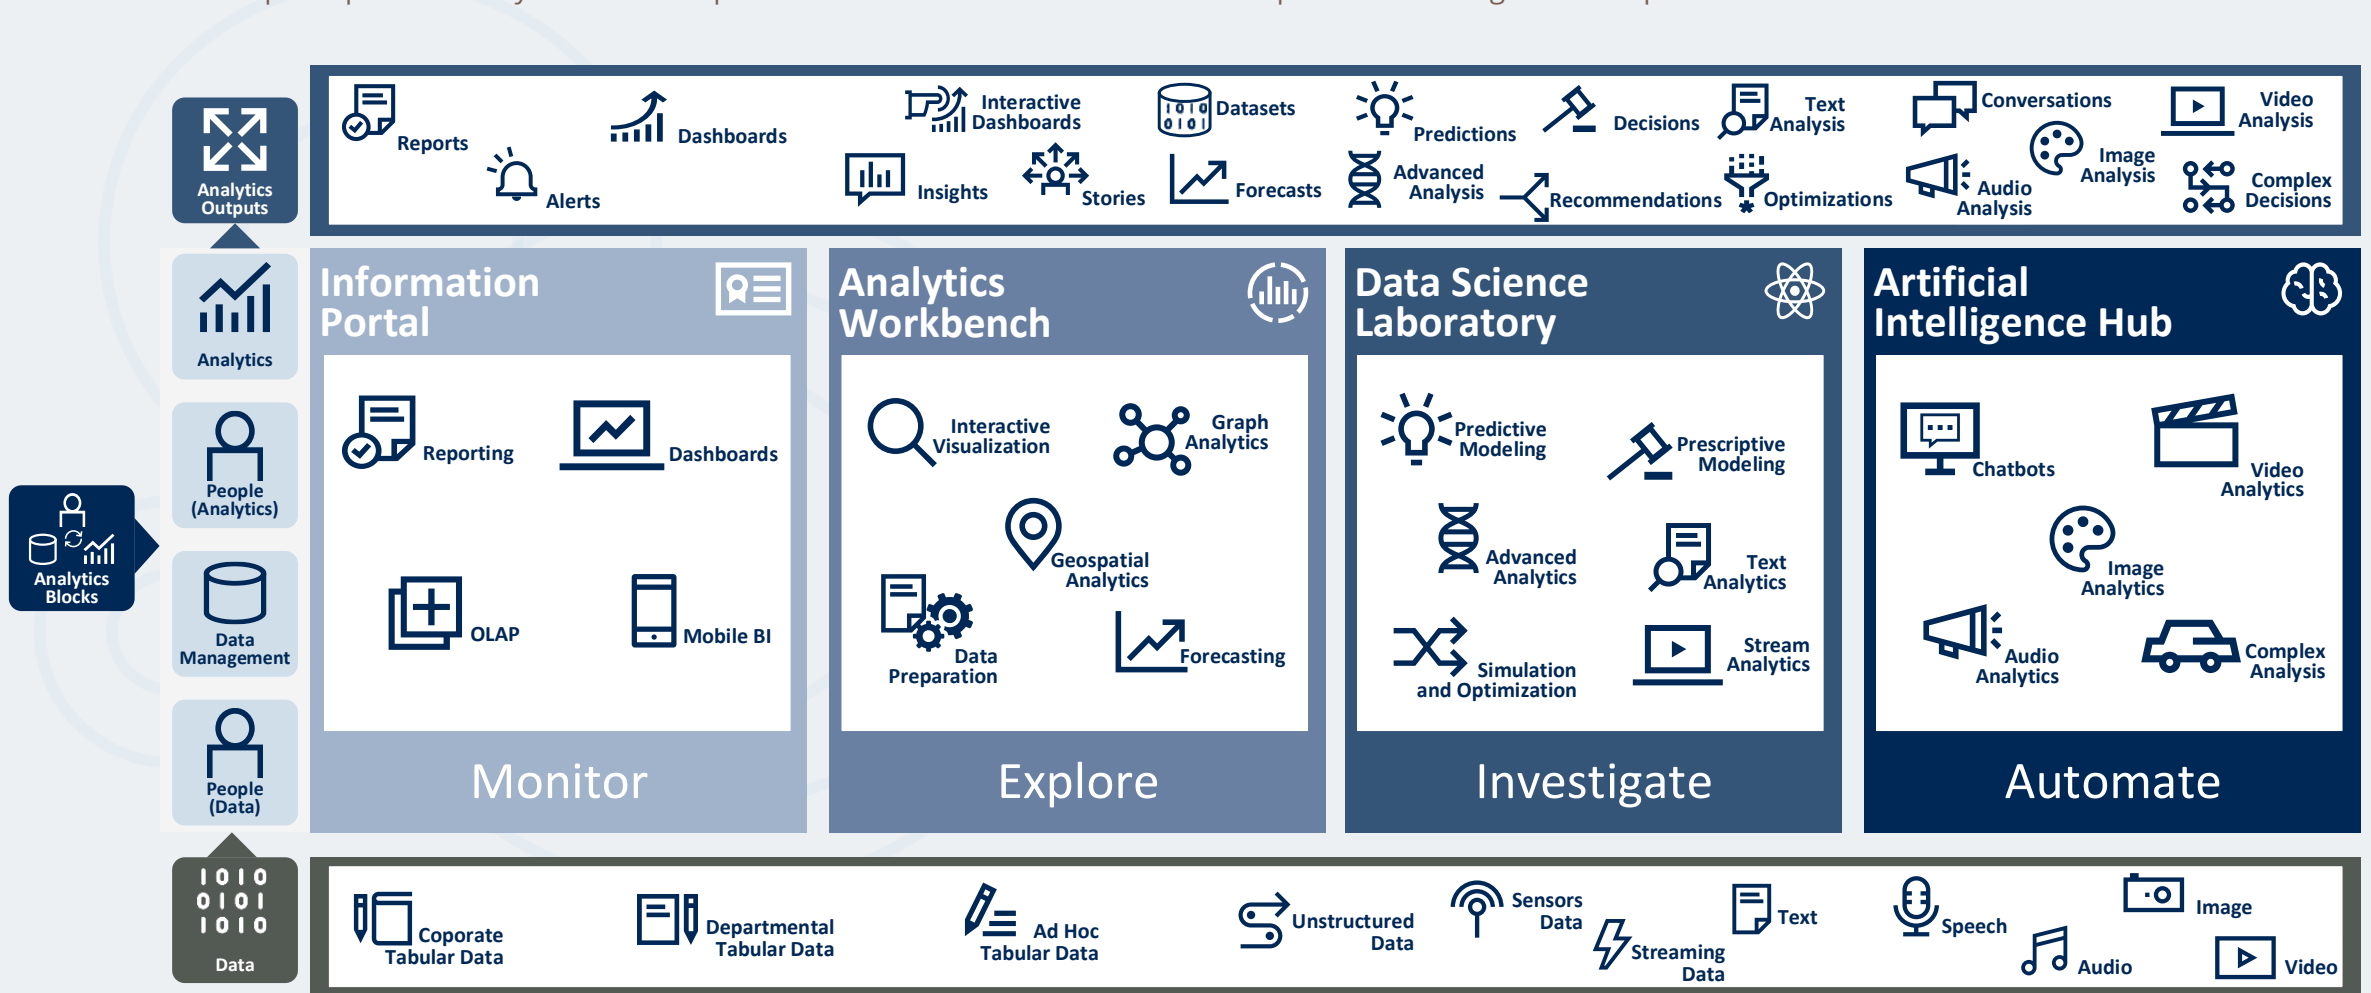 Analytics
Outputs
Reports
Alerts
Dashboards
Interactive
Dashboards
Insights
Stories
Datasets
Forecasts
Predictions
Advanced
Analysis
Decisions
Recommendations
Text
Analysis
Optimizations
Conversations
Audio
Analysis
Image
Analysis
Video
Analysis
Complex
Decisions
Analytics
Blocks
Analytics
People
(Analytics)
Data
Management
People
(Data)
Information
Portal
Reporting
Dashboards
OLAP
Mobile BI
Monitor
Analytics
Workbench
Interactive
Visualization
Graph
Analytics
Geospatial
Analytics
Data
Preparation
Forecasting
Explore
Data Science
Laboratory
Predictive
Modeling
Prescriptive
Modeling
Advanced
Analytics
Text
Analytics
Simulation
and Optimization
Stream
Analytics
Investigate
Artificial
Intelligence Hub
Chatbots
Video
Analytics
Image
Analytics
Audio
Analytics
Complex
Analysis
Automate
1010
0101
1010
Data
Coporate
Tabular Data
Departmental
Tabular Data
Ad Hoc
Tabular Data
Unstructured
Data
Sensors
Data
Streaming
Data
Text
Speech
Audio
Image
Video